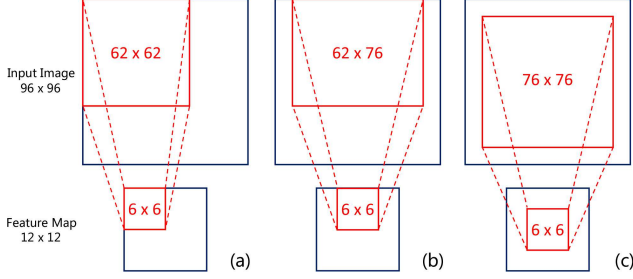 62 x 62
62 x 76
76 x 76
Input Image
96 x 96
6 x 6
6 x 6
6 x 6
Feature Map
12 x 12
(a)
(b)
(c)